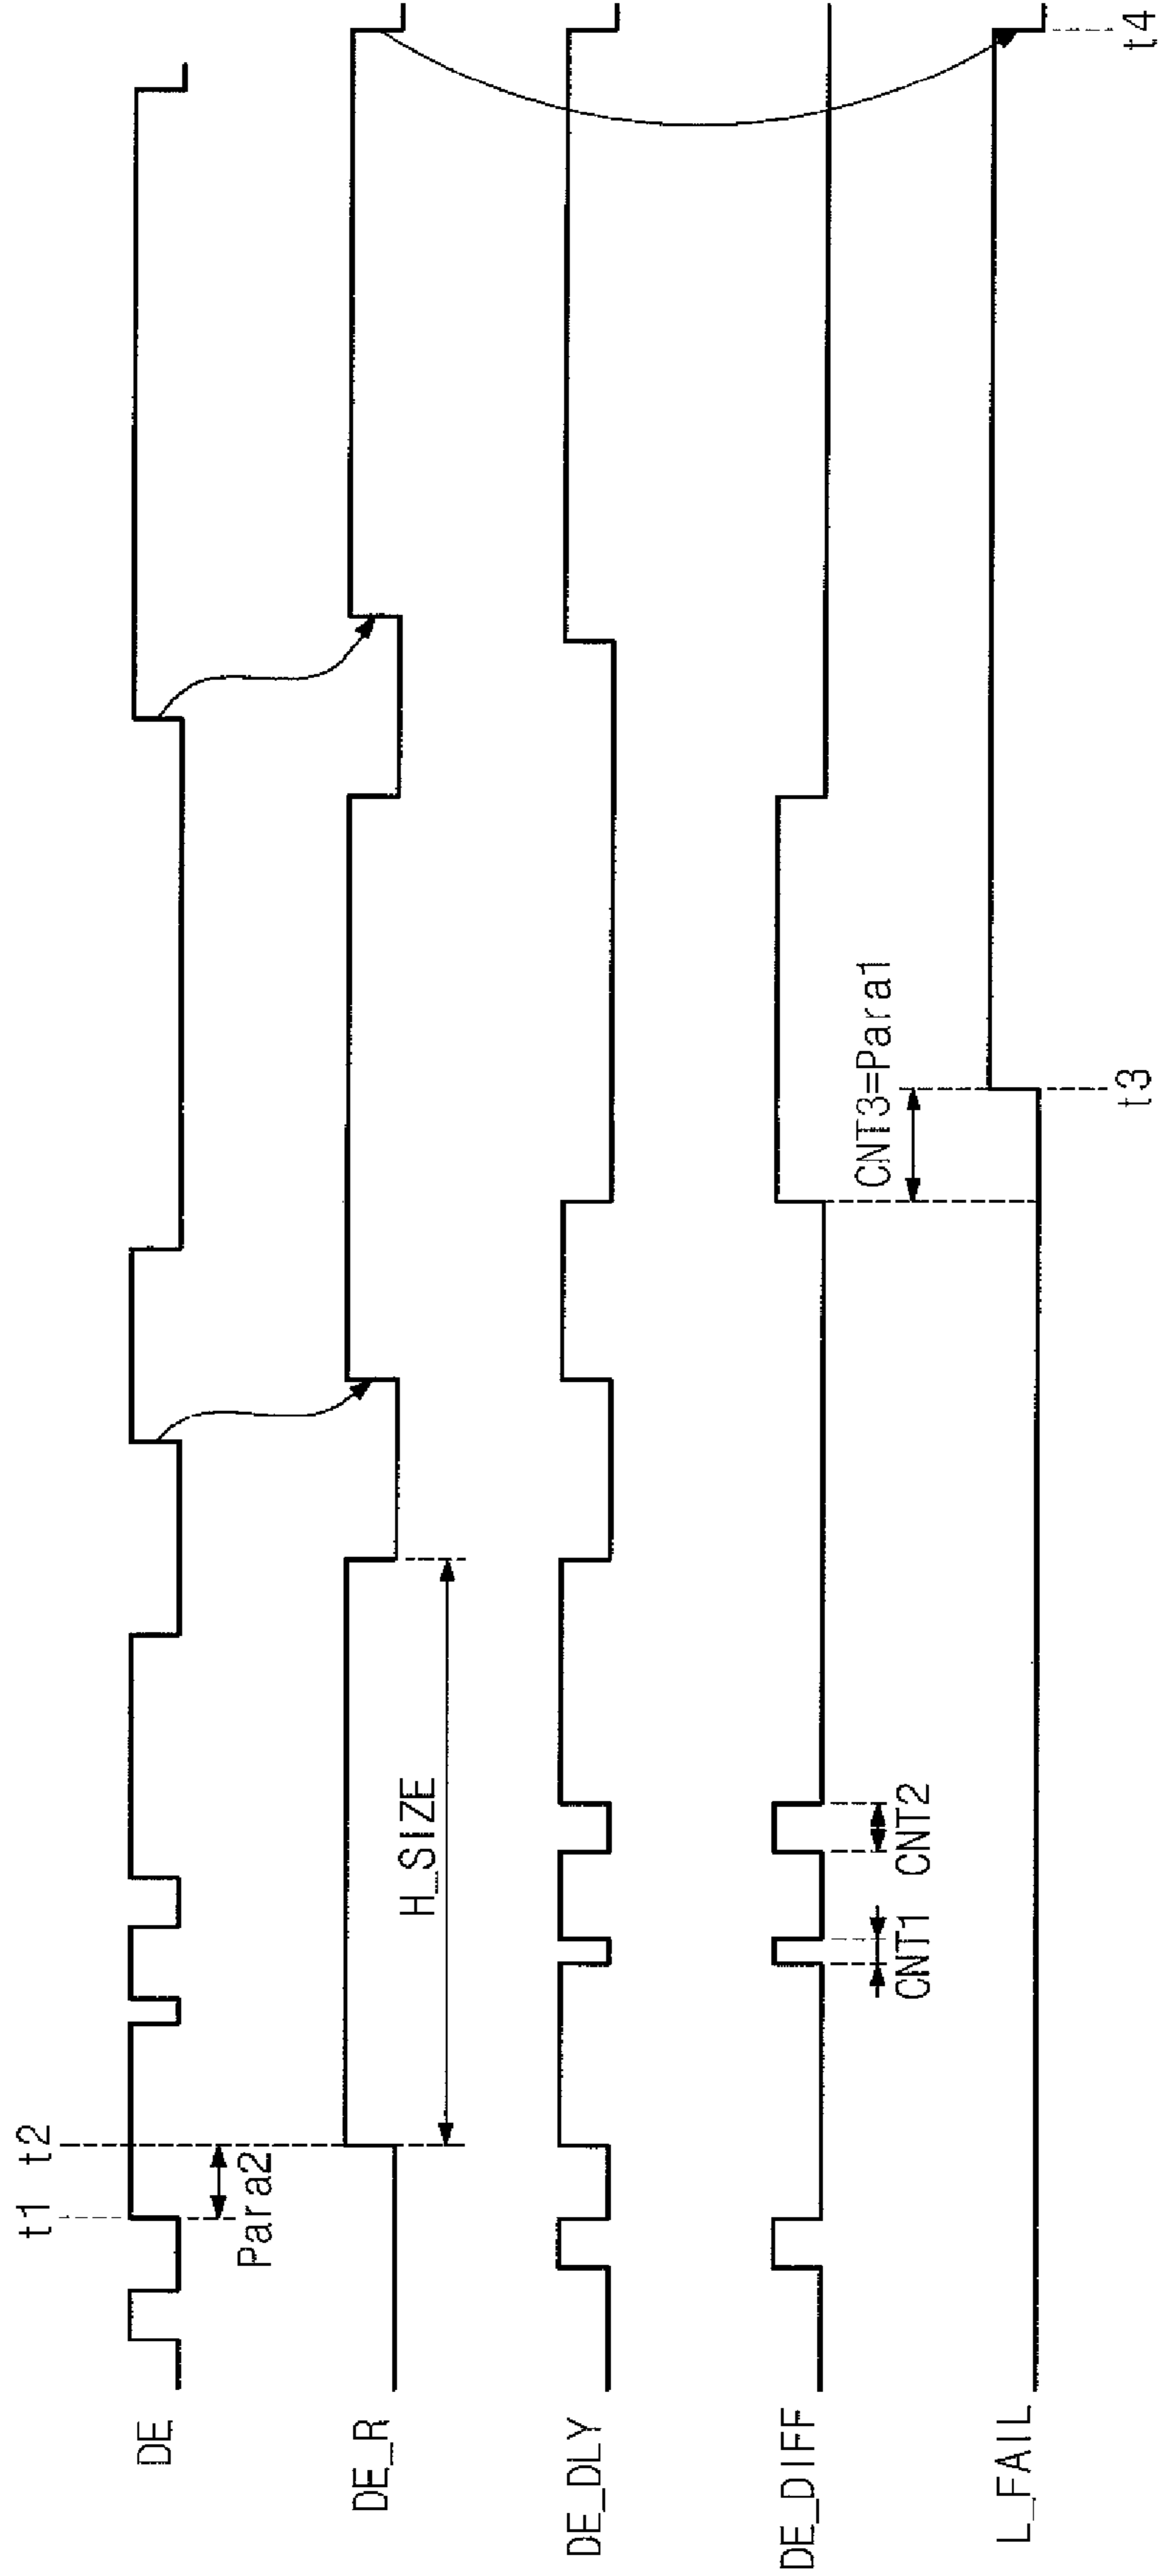 t1 t2
DE
Para2
DE_R
H_SIZE
DE_DLY
DE_DIFF
CNT1 CNT2
CNT3=Para1
L_FAIL
t3
t4